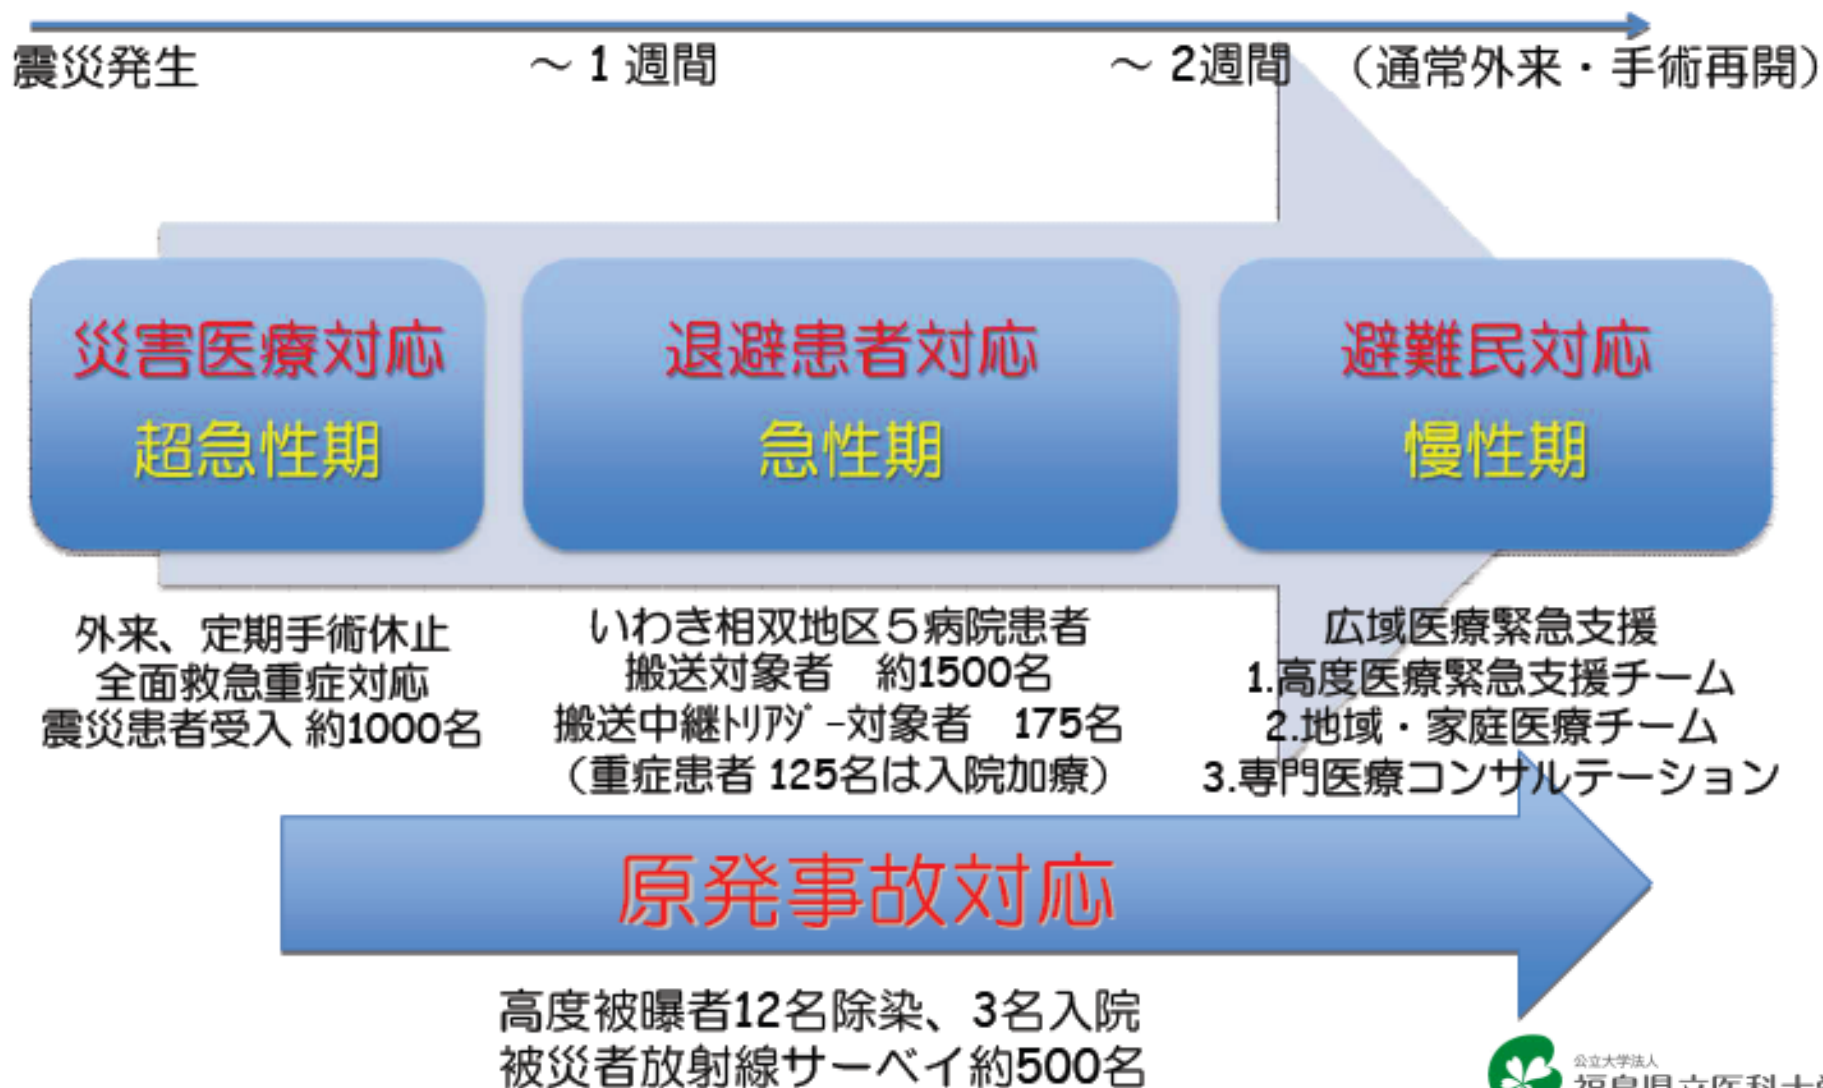 震災発生
～1週間
～2週間
（通常外来・手術再開）
災害医療対応
超急性期
退避患者対応
急性期
避難民対応
慢性期
外来、定期手術休止
全面救急重症対応
震災患者受入 約1000名
いわき相双地区５病院患者
搬送対象者　約1500名
搬送中継ﾄﾘｱｼﾞｰ対象者　175名
（重症患者 125名は入院加療）
広域医療緊急支援
1.高度医療緊急支援チーム
2.地域・家庭医療チーム
3.専門医療コンサルテーション
原発事故対応
高度被曝者12名除染、3名入院
被災者放射線サーベイ約500名
公立大学法人
福島県立医科大学